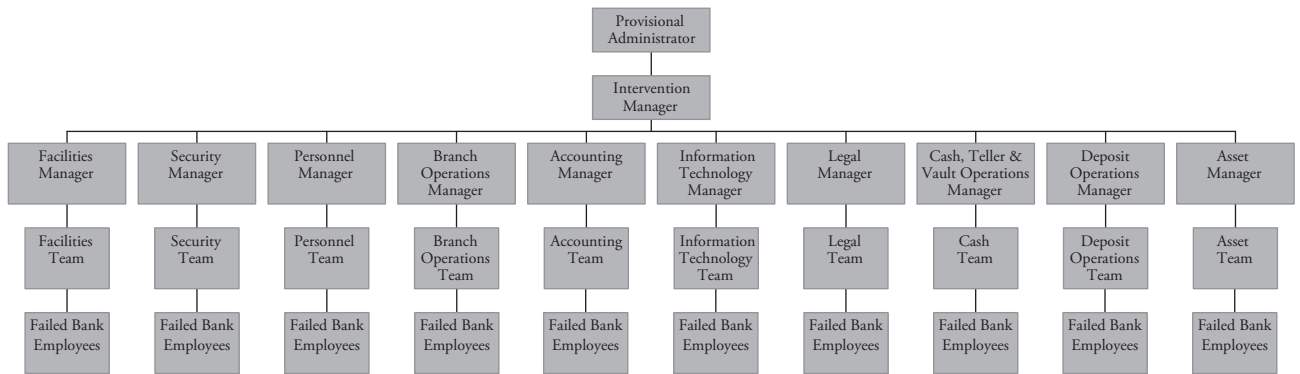 Provisional
Administrator
Intervention
Manager
Facilities
Manager
Security
Manager
Personnel
Manager
Branch
Operations
Manager
Accounting
Manager
Information
Technology
Manager
Legal
Manager
Cash, Teller &
Vault Operations
Manager
Deposit
Operations
Manager
Asset
Manager
Facilities
Team
Security
Team
Personnel
Team
Branch
Operations
Team
Accounting
Team
Information
Technology
Team
Legal
Team
Cash
Team
Deposit
Operations
Team
Asset
Team
Failed Bank
Employees
Failed Bank
Employees
Failed Bank
Employees
Failed Bank
Employees
Failed Bank
Employees
Failed Bank
Employees
Failed Bank
Employees
Failed Bank
Employees
Failed Bank
Employees
Failed Bank
Employees